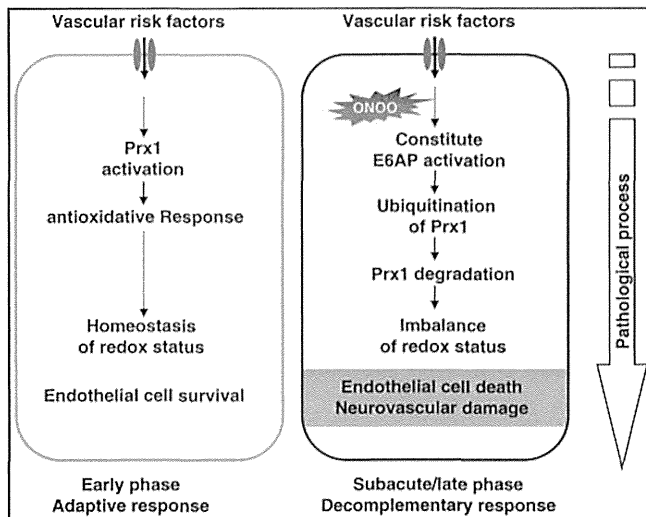 Vascular risk factors
Prx1
activation
antioxidative Response
Homeostasis
of redox status
Endothelial cell survival
Early phase
Adaptive response
Vascular risk factors
ONOO
Constitute
E6AP activation
Ubiquitination
of Prx1
Prx1 degradation
Imbalance
of redox status
Endothelial cell death
Neurovascular damage
Subacute/late phase
Decomplementary response
Pathological process